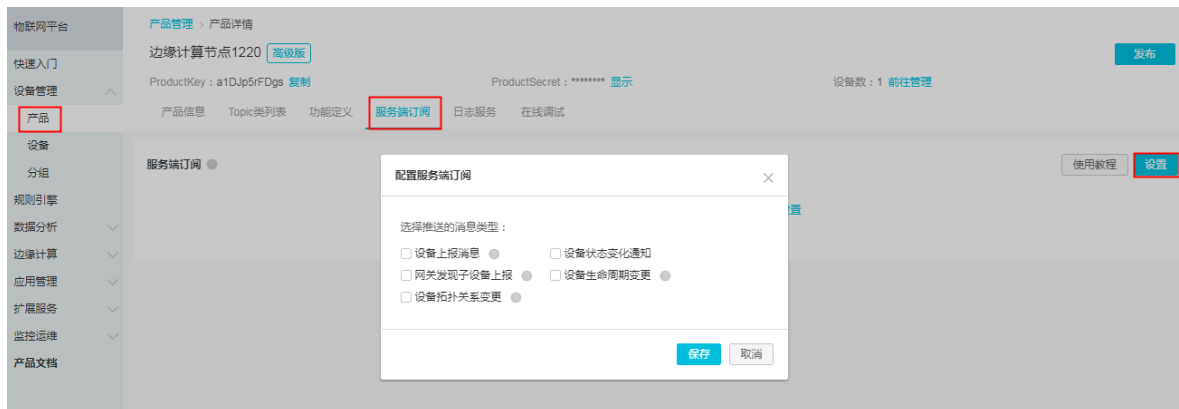 物联网平台
快速入门
设备管理
产品
设备
分组
规则引擎
数据分析
边缘计算
应用管理
扩展服务
监控运维
产品文档
产品管理 > 产品详情
边缘计算节点1220 高级版
发布
ProductKey : a1DJp5rFDgs 复制 ProductSecret : ******** 显示 设备数 : 1 前往管理
产品信息 Topic类列表 功能定义 服务端订阅 日志服务 在线调试
服务端订阅
使用教程 设置
配置服务端订阅
置
选择推送的消息类型 :
设备上报消息 设备状态变化通知
网关发现子设备上报 设备生命周期变更
设备拓扑关系变更
保存 取消